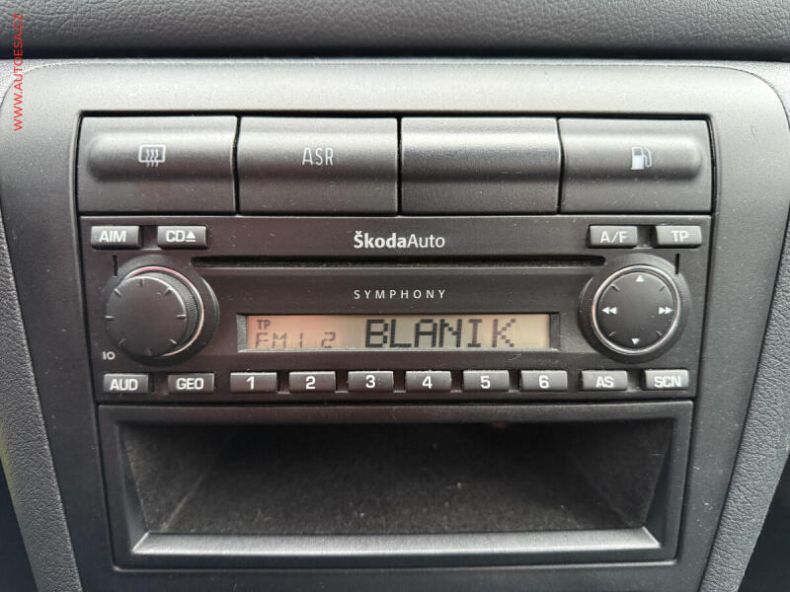 WWW.AUTOESA.CZ
ASR
AIM CD ŠkodaAuto A/F TP
SYMPHONY
TP
FM1 2 BLANIK
AUD GEO 1 2 3 4 5 6 AS SCN